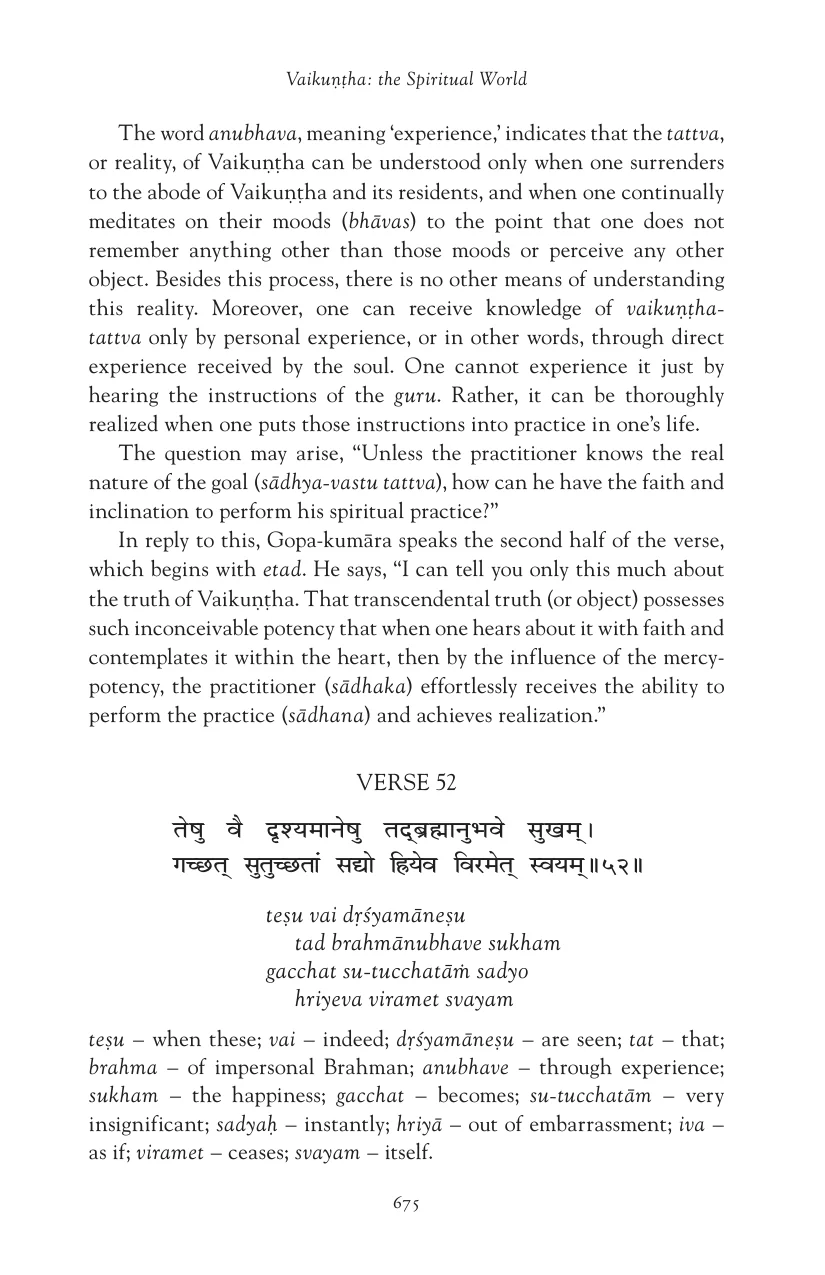 Vaikuṇṭha: the Spiritual World
The word anubhava, meaning ‘experience,’ indicates that the tattva,
or reality, of Vaikuṇṭha can be understood only when one surrenders
to the abode of Vaikuṇṭha and its residents, and when one continually
meditates on their moods (bhāvas) to the point that one does not
remember anything other than those moods or perceive any other
object. Besides this process, there is no other means of understanding
this reality. Moreover, one can receive knowledge of vaikuṇṭha-
tattva only by personal experience, or in other words, through direct
experience received by the soul. One cannot experience it just by
hearing the instructions of the guru. Rather, it can be thoroughly
realized when one puts those instructions into practice in one’s life.
The question may arise, “Unless the practitioner knows the real
nature of the goal (sādhya-vastu tattva), how can he have the faith and
inclination to perform his spiritual practice?”
In reply to this, Gopa-kumāra speaks the second half of the verse,
which begins with etad. He says, “I can tell you only this much about
the truth of Vaikuṇṭha. That transcendental truth (or object) possesses
such inconceivable potency that when one hears about it with faith and
contemplates it within the heart, then by the influence of the mercy-
potency, the practitioner (sādhaka) effortlessly receives the ability to
perform the practice (sādhana) and achieves realization.”
VERSE 52
तेषु वै दृश्यमानेषु तद्ब्रह्मानुभवे सुखम्।
गच्छत् सुतुच्छतां सद्यो ह्रियेव विरमेत् स्वयम्॥५२॥
teṣu vai dṛśyamāneṣu
tad brahmānubhave sukham
gacchat su-tucchatāṁ sadyo
hriyeva viramet svayam
teṣu – when these; vai – indeed; dṛśyamāneṣu – are seen; tat – that;
brahma – of impersonal Brahman; anubhave – through experience;
sukham – the happiness; gacchat – becomes; su-tucchatām – very
insignificant; sadyaḥ – instantly; hriyā – out of embarrassment; iva –
as if; viramet – ceases; svayam – itself.
675